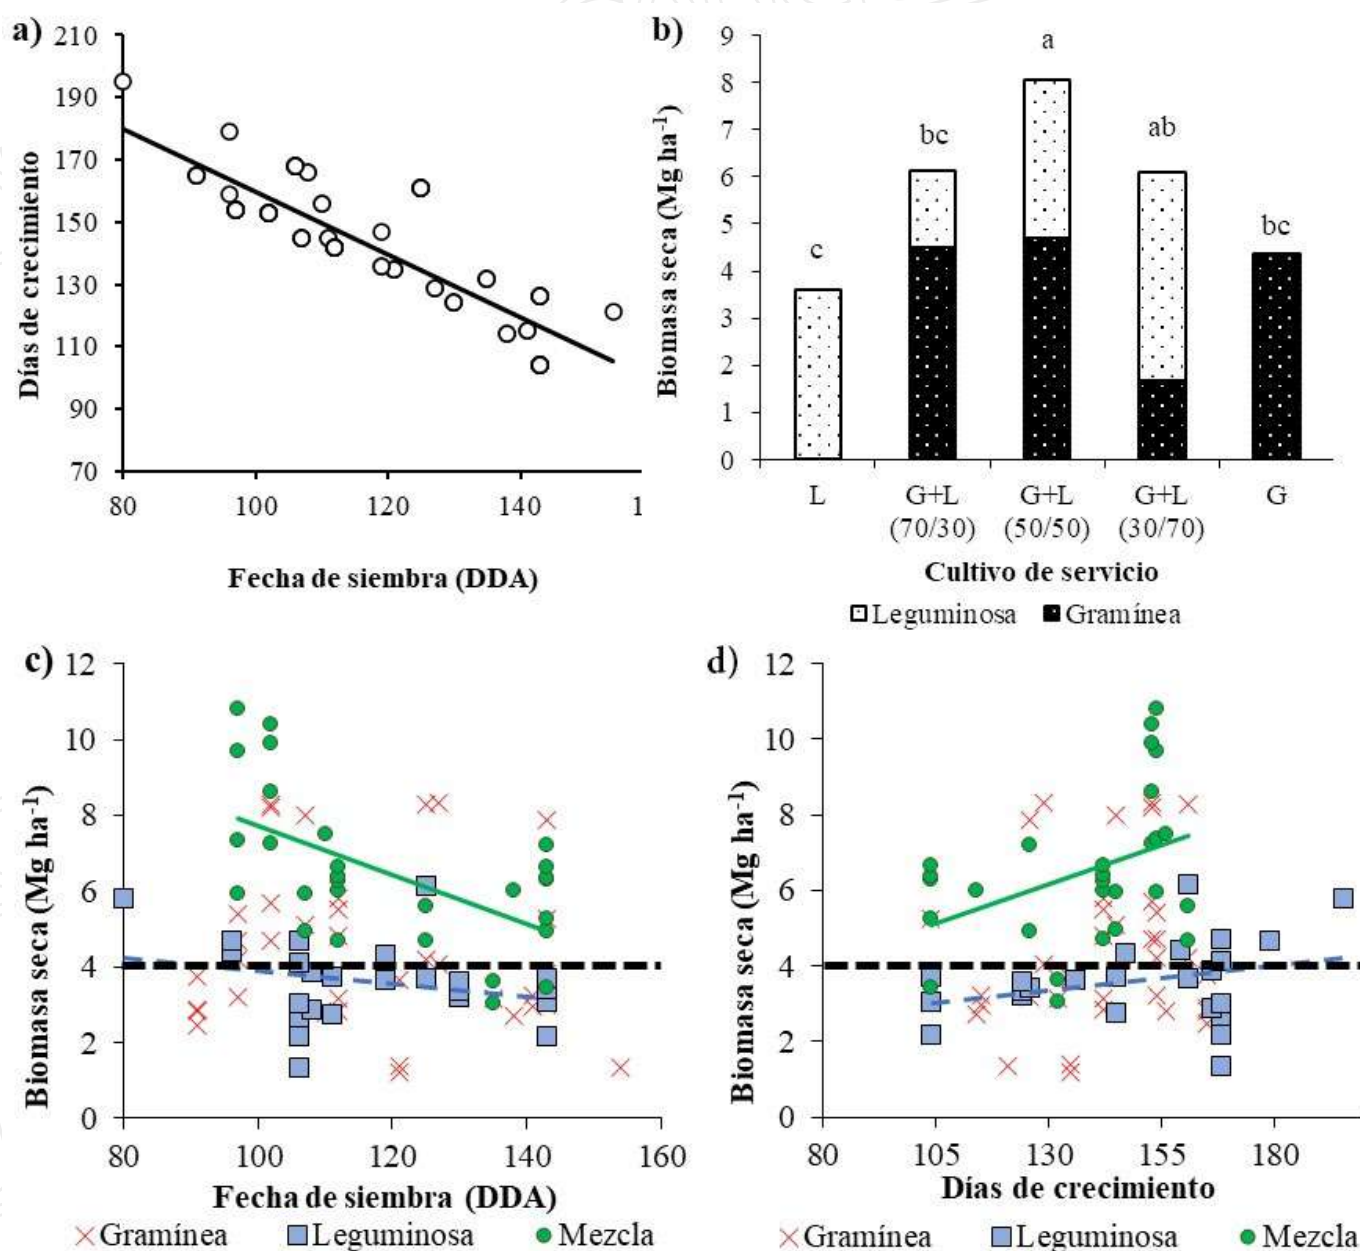 a)
210
190
170
150
130
110
90
70
Días de crecimiento
80 100 120 140 1
Fecha de siembra (DDA)
b)
9
8
7
6
5
4
3
2
1
0
Biomasa seca (Mg ha⁻¹)
c
bc
a
ab
bc
L G+L G+L G+L G
(70/30) (50/50) (30/70)
Cultivo de servicio
Leguminosa Gramínea
c)
12
10
8
6
4
2
0
Biomasa seca (Mg ha⁻¹)
80 100 120 140 160
Fecha de siembra (DDA)
Gramínea Leguminosa Mezcla
d)
12
10
8
6
4
2
0
Biomasa seca (Mg ha⁻¹)
80 105 130 155 180
Días de crecimiento
Gramínea Leguminosa Mezcla